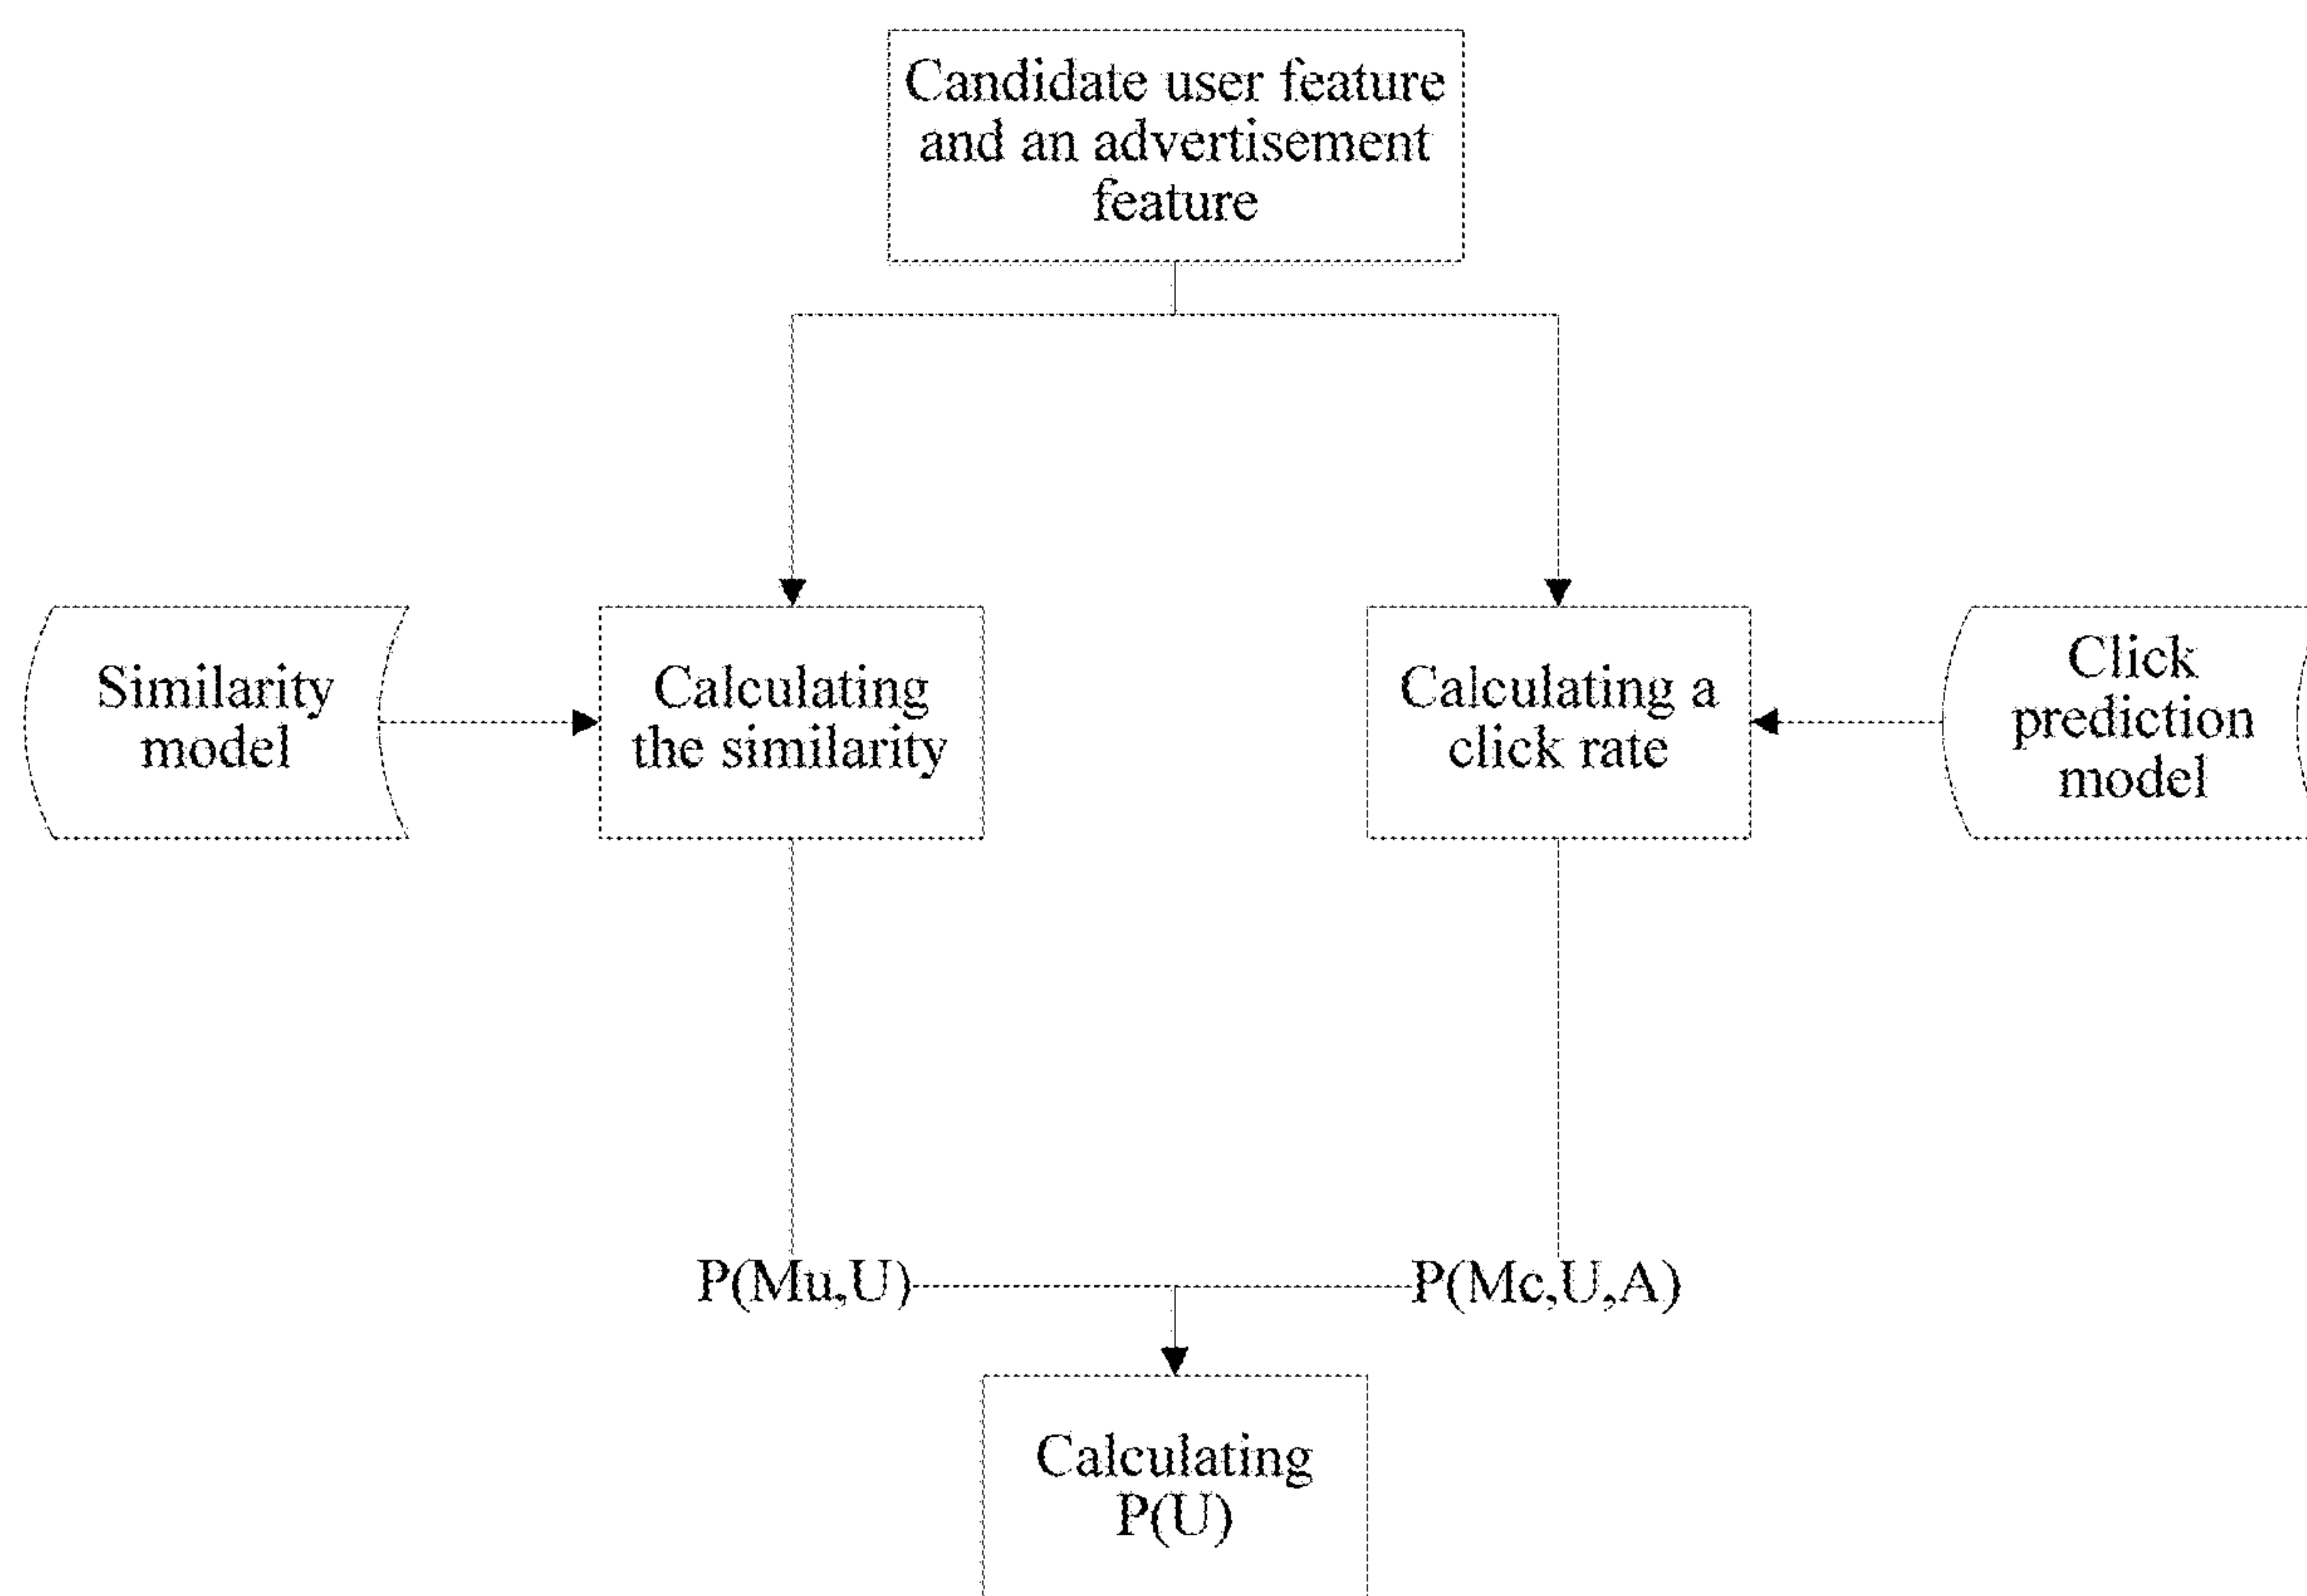 Candidate user feature
and an advertisement
feature
Similarity
model
Calculating
the similarity
Calculating a
click rate
Click
prediction
model
P(Mu,U)
P(Mc,U,A)
Calculating
P(U)